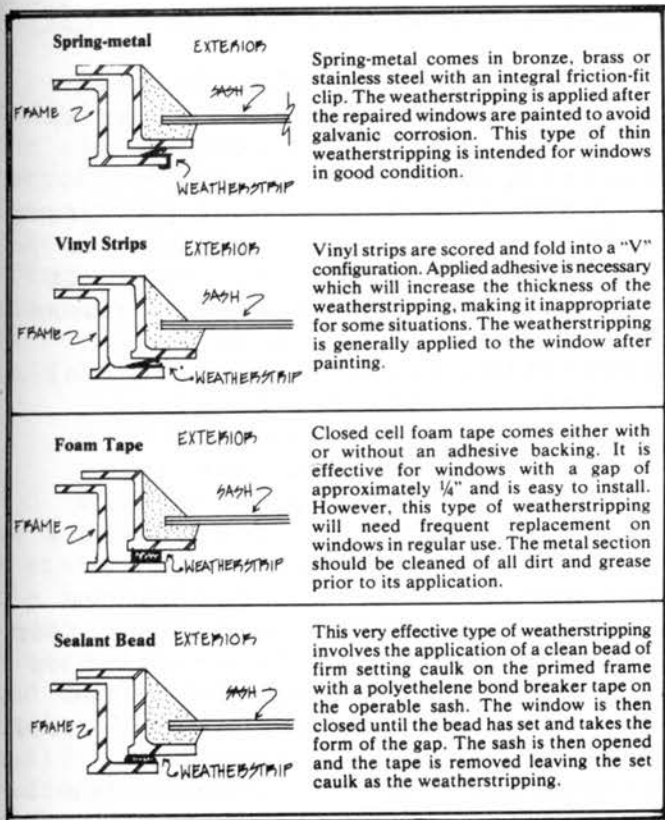 Spring-metal EXTERIOR
SASH
FRAME
WEATHERSTRIP
Spring-metal comes in bronze, brass or
stainless steel with an integral friction-fit
clip. The weatherstripping is applied after
the repaired windows are painted to avoid
galvanic corrosion. This type of thin
weatherstripping is intended for windows
in good condition.
Vinyl Strips EXTERIOR
SASH
FRAME
WEATHERSTRIP
Vinyl strips are scored and fold into a "V"
configuration. Applied adhesive is necessary
which will increase the thickness of the
weatherstripping, making it inappropriate
for some situations. The weatherstripping
is generally applied to the window after
painting.
Foam Tape EXTERIOR
SASH
FRAME
WEATHERSTRIP
Closed cell foam tape comes either with
or without an adhesive backing. It is
effective for windows with a gap of
approximately ¼" and is easy to install.
However, this type of weatherstripping
will need frequent replacement on
windows in regular use. The metal section
should be cleaned of all dirt and grease
prior to its application.
Sealant Bead EXTERIOR
SASH
FRAME
WEATHERSTRIP
This very effective type of weatherstripping
involves the application of a clean bead of
firm setting caulk on the primed frame
with a polyethelene bond breaker tape on
the operable sash. The window is then
closed until the bead has set and takes the
form of the gap. The sash is then opened
and the tape is removed leaving the set
caulk as the weatherstripping.